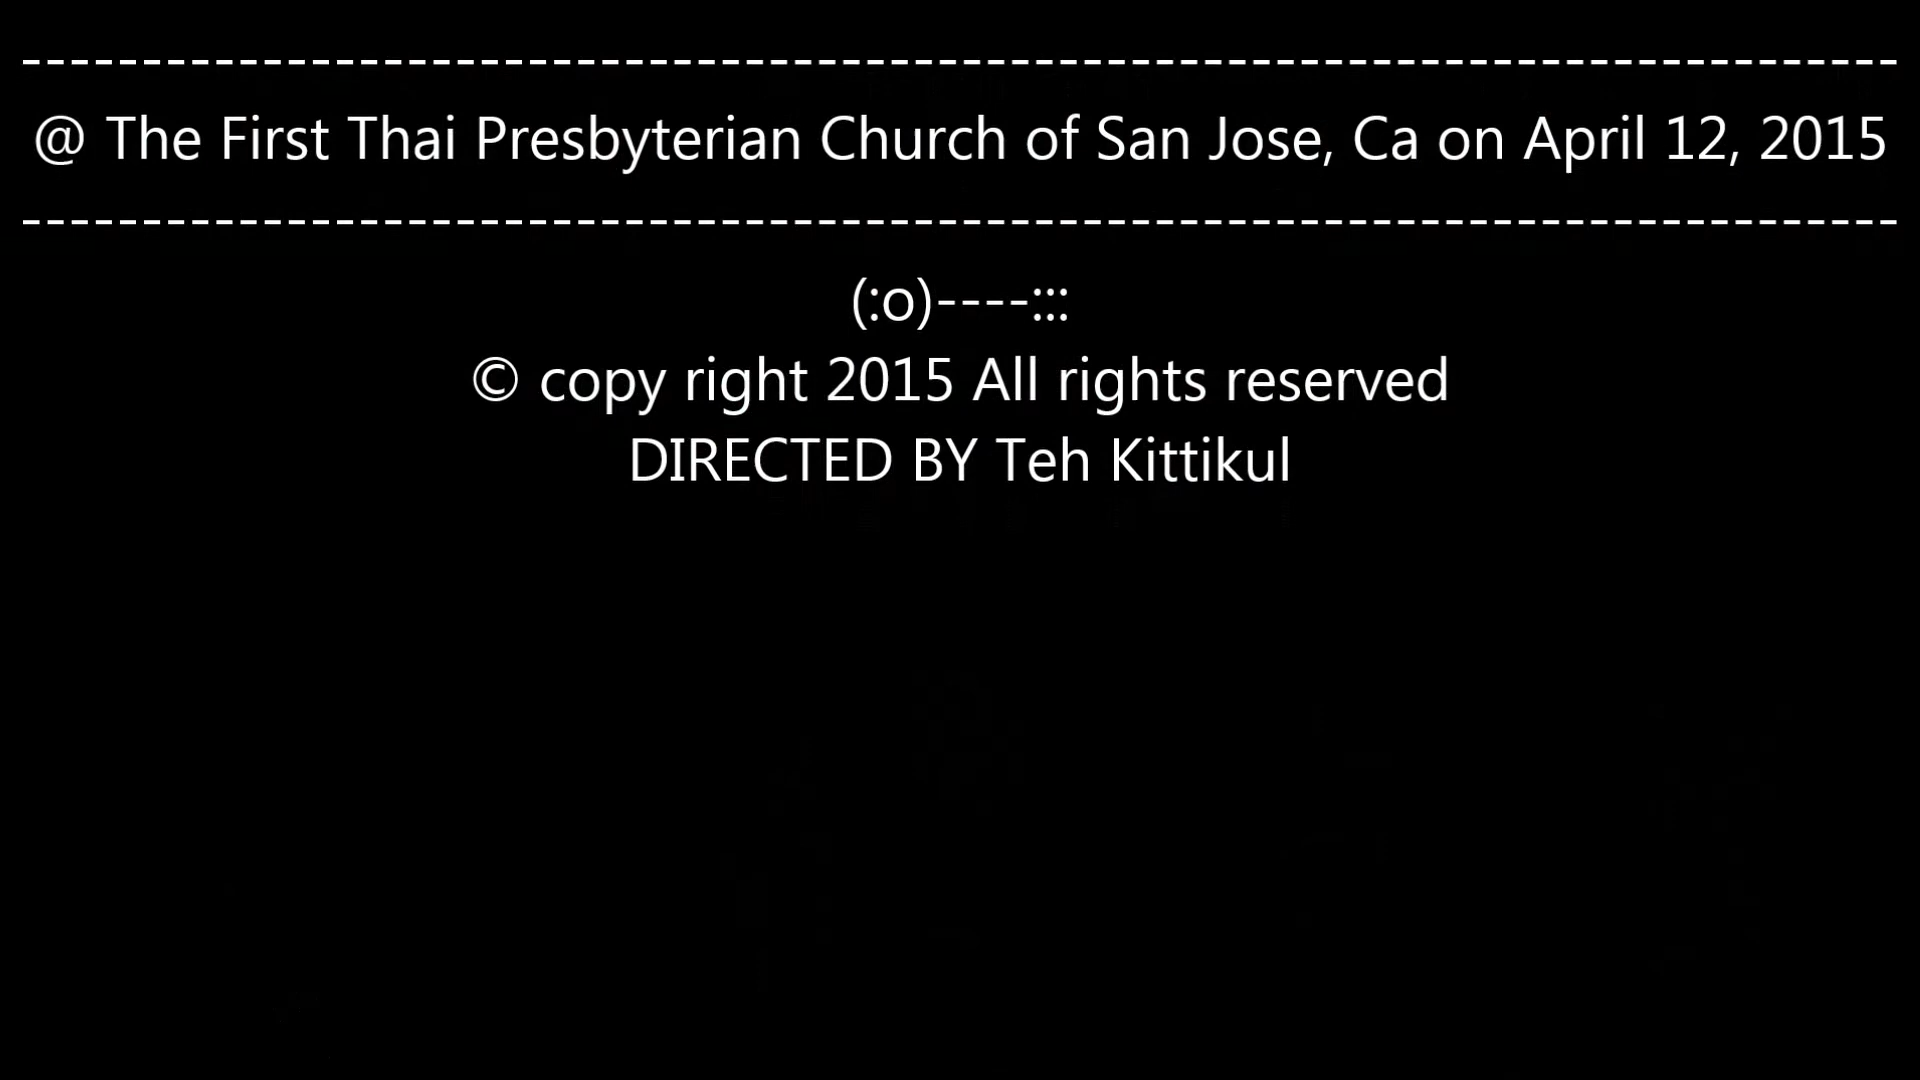 ------------------------------------------------------------------------------
@ The First Thai Presbyterian Church of San Jose, Ca on April 12, 2015
------------------------------------------------------------------------------
(:o)----:::
© copy right 2015 All rights reserved
DIRECTED BY Teh Kittikul